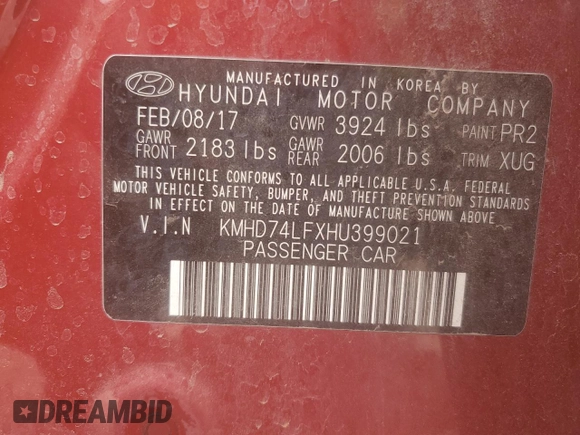 MANUFACTURED IN KOREA BY
HYUNDAI MOTOR COMPANY
FEB/08/17 GVWR 3924 lbs PAINT PR2
GAWR FRONT 2183 lbs GAWR REAR 2006 lbs TRIM XUG
THIS VEHICLE CONFORMS TO ALL APPLICABLE U.S.A. FEDERAL
MOTOR VEHICLE SAFETY, BUMPER, AND THEFT PREVENTION STANDARDS
IN EFFECT ON THE DATE OF MANUFACTURE SHOWN ABOVE
V.I.N KMHD74LFXHU399021
PASSENGER CAR
DREAMBID